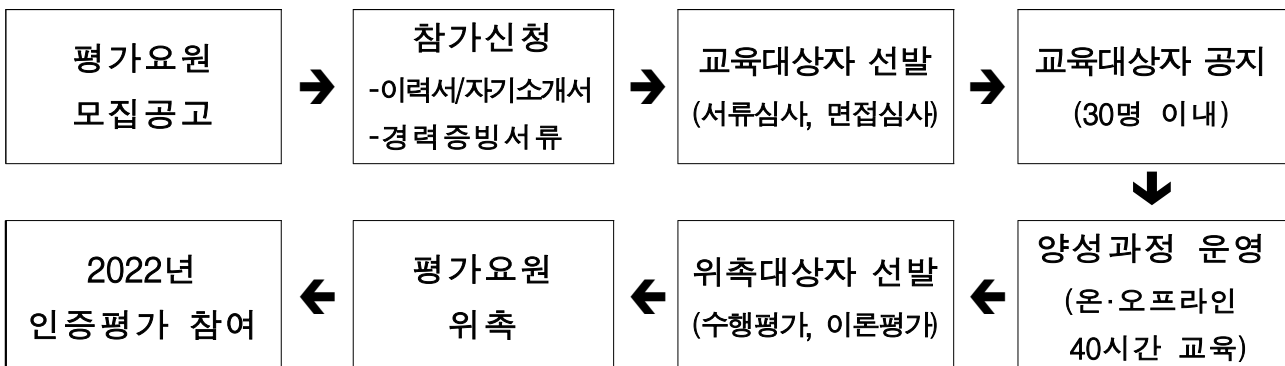 평가요원
모집공고
참가신청
-이력서/자기소개서
-경력증빙서류
교육대상자 선발
(서류심사, 면접심사)
교육대상자 공지
(30명 이내)
양성과정 운영
(온·오프라인
40시간 교육)
위촉대상자 선발
(수행평가, 이론평가)
평가요원
위촉
2022년
인증평가 참여